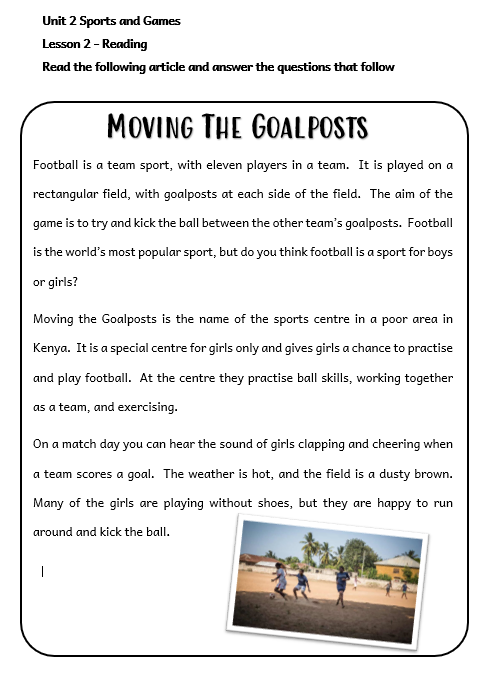 Unit 2 Sports and Games
Lesson 2 – Reading
Read the following article and answer the questions that follow
MOVING THE GOALPOSTS
Football is a team sport, with eleven players in a team. It is played on a
rectangular field, with goalposts at each side of the field. The aim of the
game is to try and kick the ball between the other team's goalposts. Football
is the world's most popular sport, but do you think football is a sport for boys
or girls?
Moving the Goalposts is the name of the sports centre in a poor area in
Kenya. It is a special centre for girls only and gives girls a chance to practise
and play football. At the centre they practise ball skills, working together
as a team, and exercising.
On a match day you can hear the sound of girls clapping and cheering when
a team scores a goal. The weather is hot, and the field is a dusty brown.
Many of the girls are playing without shoes, but they are happy to run
around and kick the ball.